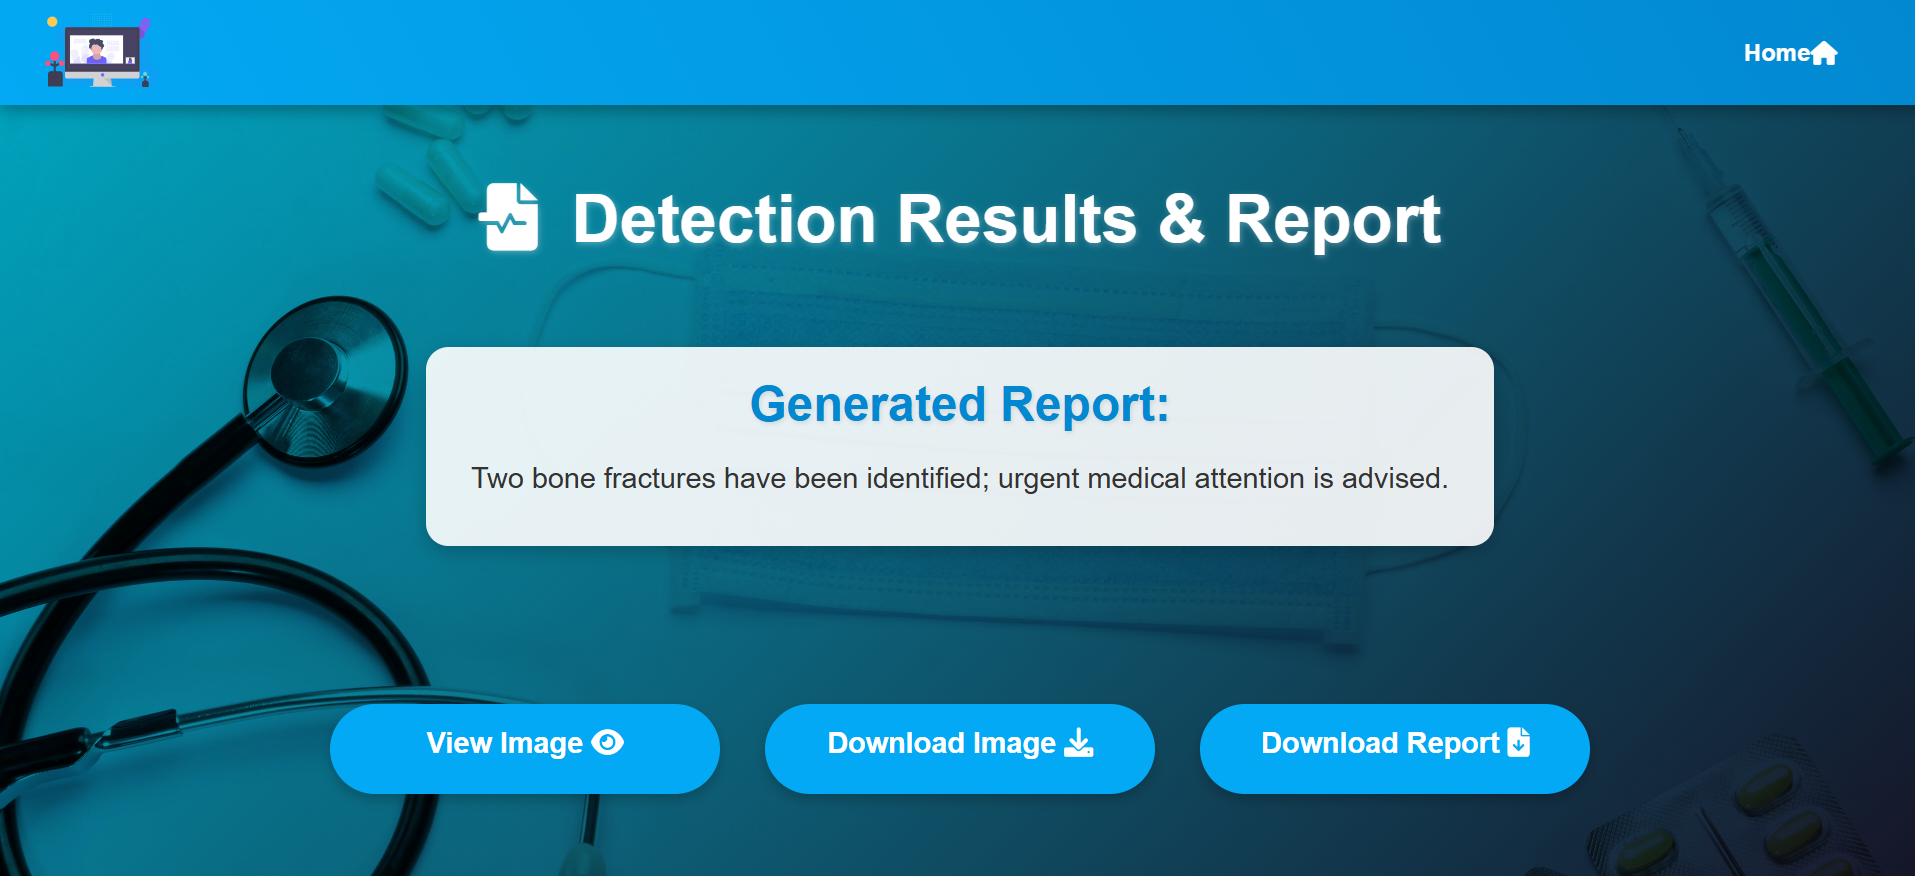 Home
Detection Results & Report
Generated Report:
Two bone fractures have been identified; urgent medical attention is advised.
View Image
Download Image
Download Report